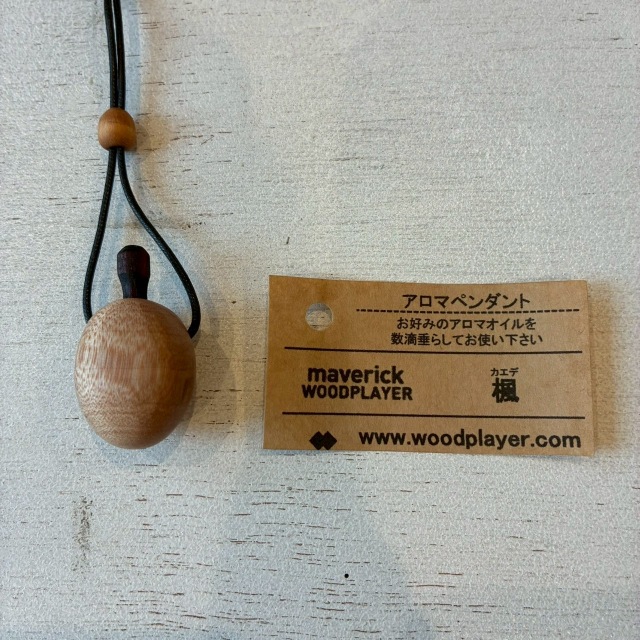 アロマペンダント
お好みのアロマオイルを
数滴垂らしてお使い下さい
maverick
WOODPLAYER
カエデ
楓
www.woodplayer.com